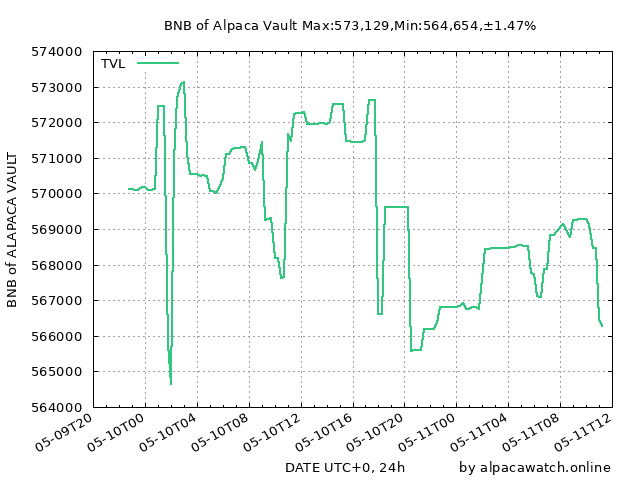 BNB of Alpaca Vault Max:573,129,Min:564,654,±1.47%
TVL
BNB of ALAPACA VAULT
574000
573000
572000
571000
570000
569000
568000
567000
566000
565000
564000
05-09T20
05-10T00
05-10T04
05-10T08
05-10T12
05-10T16
05-10T20
05-11T00
05-11T04
05-11T08
05-11T12
DATE UTC+0, 24h
by alpacawatch.online